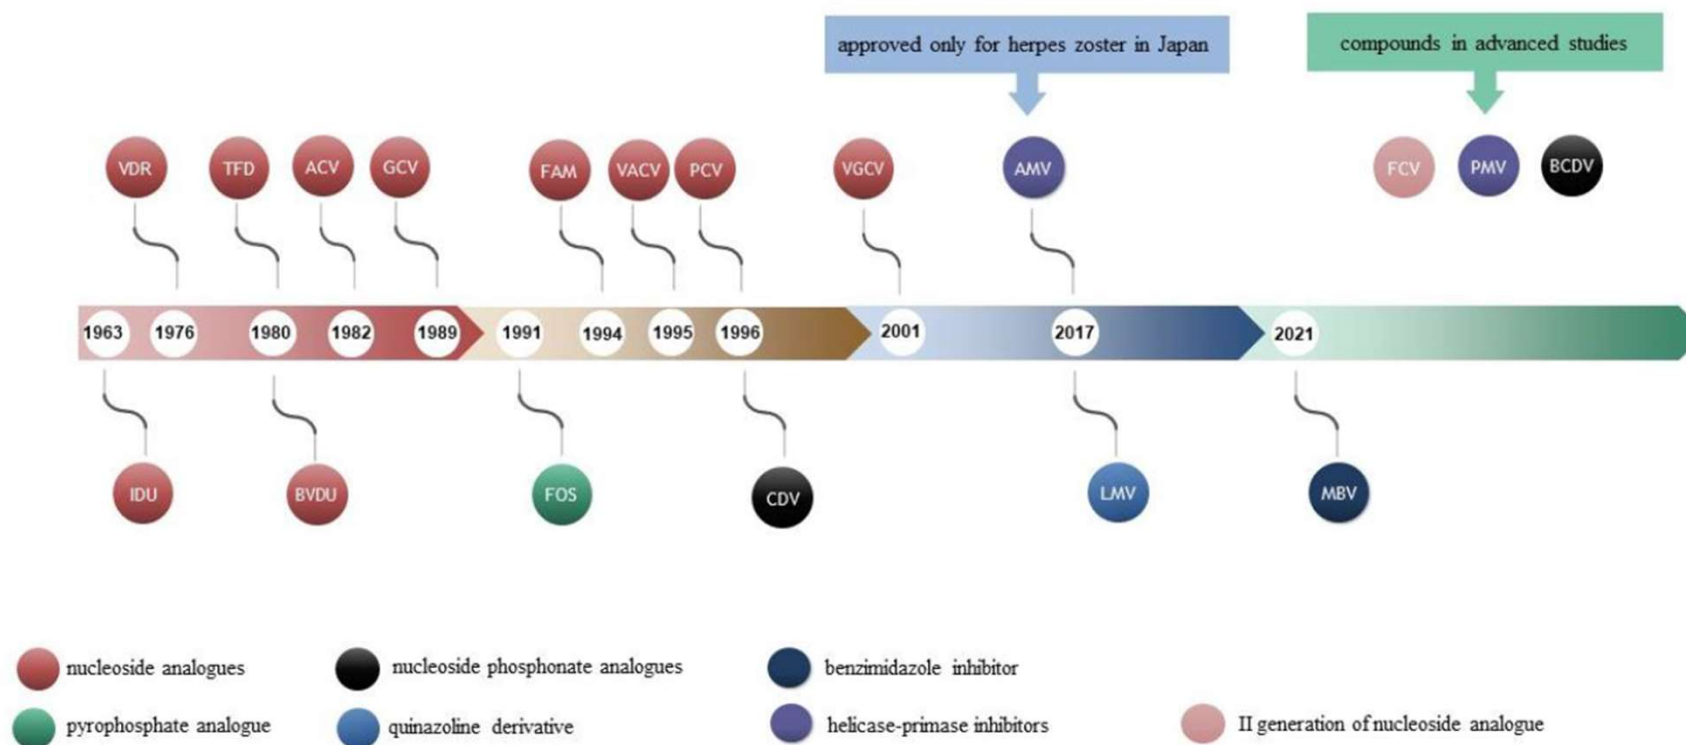 approved only for herpes zoster in Japan
compounds in advanced studies
VDR
TFD
ACV
GCV
FAM
VACV
PCV
VGCV
AMV
FCV
PMV
BCDV
1963
1976
1980
1982
1989
1991
1994
1995
1996
2001
2017
2021
IDU
BVDU
FOS
CDV
LMV
MBV
nucleoside analogues
nucleoside phosphonate analogues
benzimidazole inhibitor
pyrophosphate analogue
quinazoline derivative
helicase-primase inhibitors
II generation of nucleoside analogue